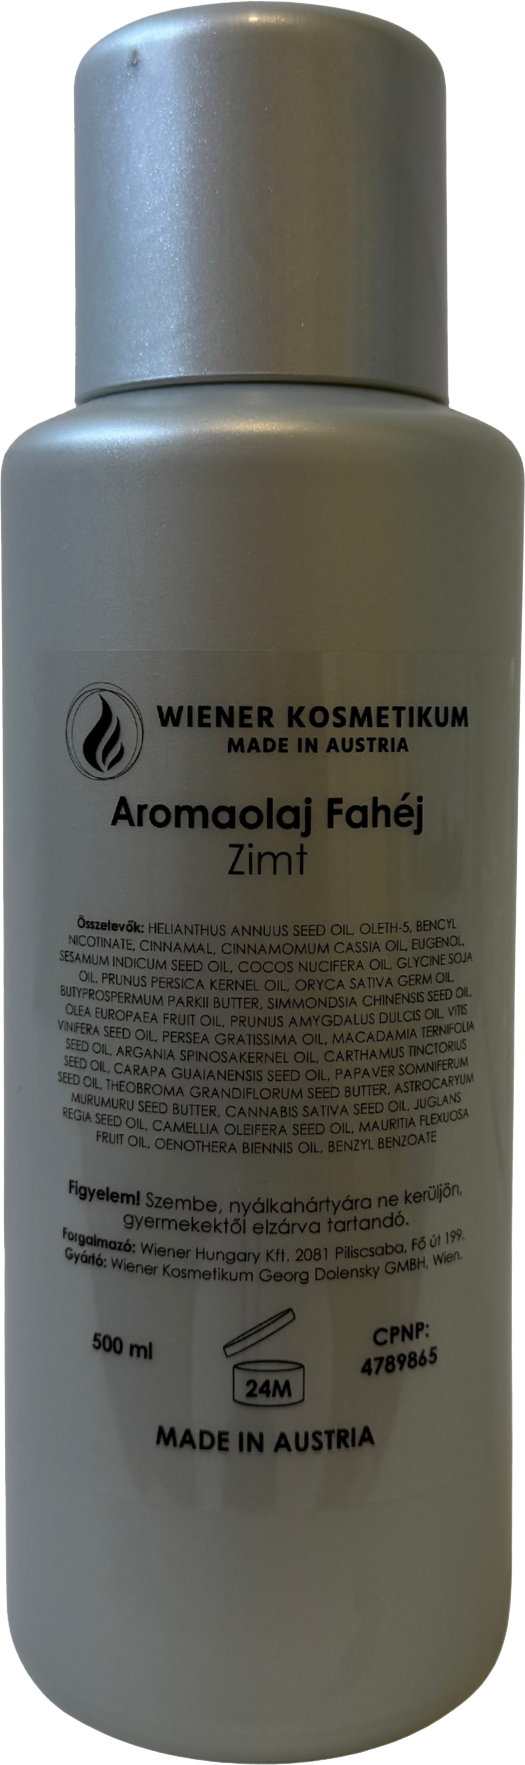 WIENER KOSMETIKUM
MADE IN AUSTRIA
Aromaolaj Fahéj
Zimt
Összetevők: HELIANTHUS ANNUUS SEED OIL, OLETH-5, BENCYL
NICOTINATE, CINNAMAL, CINNAMOMUM CASSIA OIL, EUGENOL,
SESAMUM INDICUM SEED OIL, COCOS NUCIFERA OIL, GLYCINE SOJA
OIL, PRUNUS PERSICA KERNEL OIL, ORYCA SATIVA GERM OIL,
BUTYPROSPERMUM PARKII BUTTER, SIMMONDSIA CHINENSIS SEED OIL,
OLEA EUROPAEA FRUIT OIL, PRUNUS AMYGDALUS DULCIS OIL, VITIS
VINIFERA SEED OIL, PERSEA GRATISSIMA OIL, MACADAMIA TERNIFOLIA
SEED OIL, ARGANIA SPINOSAKERNEL OIL, CARTHAMUS TINCTORIUS
SEED OIL, CARAPA GUAIANENSIS SEED OIL, PAPAVER SOMNIFERUM
SEED OIL, THEOBROMA GRANDIFLORUM SEED BUTTER, ASTROCARYUM
MURUMURU SEED BUTTER, CANNABIS SATIVA SEED OIL, JUGLANS
REGIA SEED OIL, CAMELLIA OLEIFERA SEED OIL, MAURITIA FLEXUOSA
FRUIT OIL, OENOTHERA BIENNIS OIL, BENZYL BENZOATE
Figyelem! Szembe, nyálkahártyára ne kerüljön,
gyermekektől elzárva tartandó.
Forgalmazó: Wiener Hungary Kft. 2081 Piliscsaba, Fő út 199.
Gyártó: Wiener Kosmetikum Georg Dolensky GMBH, Wien.
500 ml
24M
CPNP:
4789865
MADE IN AUSTRIA